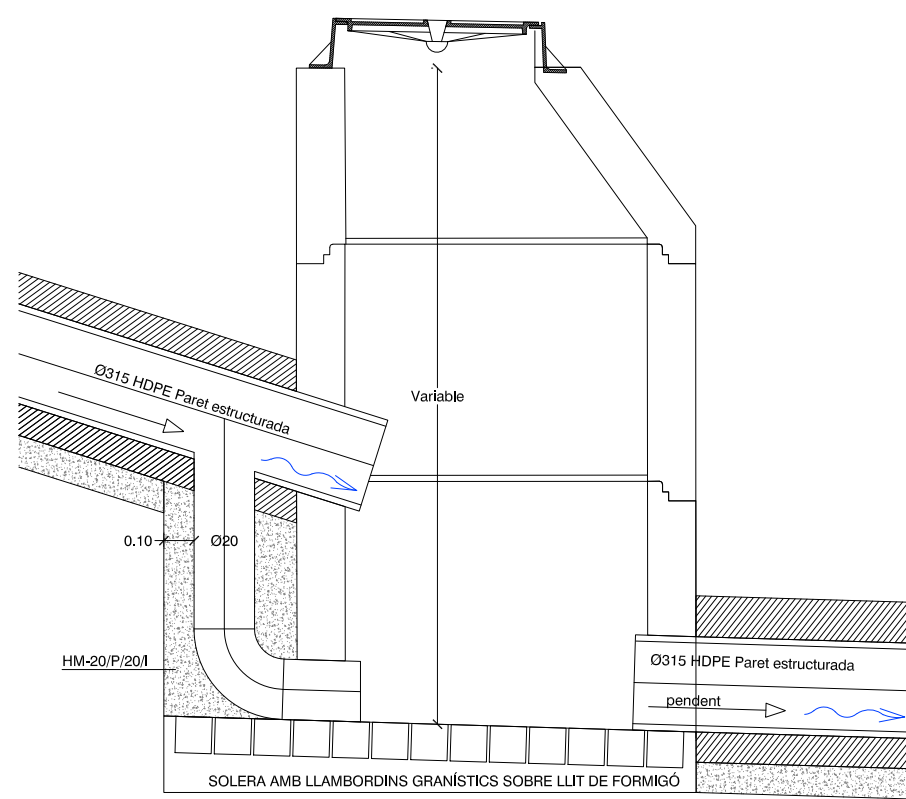 Ø315 HDPE Paret estructurada
Variable
0.10
Ø20
HM-20/P/20/I
Ø315 HDPE Paret estructurada
pendent
SOLERA AMB LLAMBORDINS GRANÍSTICS SOBRE LLIT DE FORMIGÓ